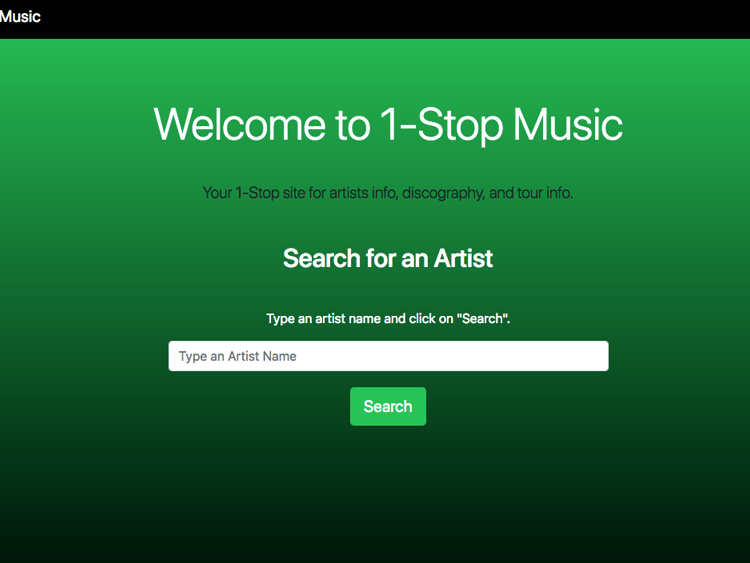 Music
Welcome to 1-Stop Music
Your 1-Stop site for artists info, discography, and tour info.
Search for an Artist
Type an artist name and click on "Search".
Type an Artist Name
Search